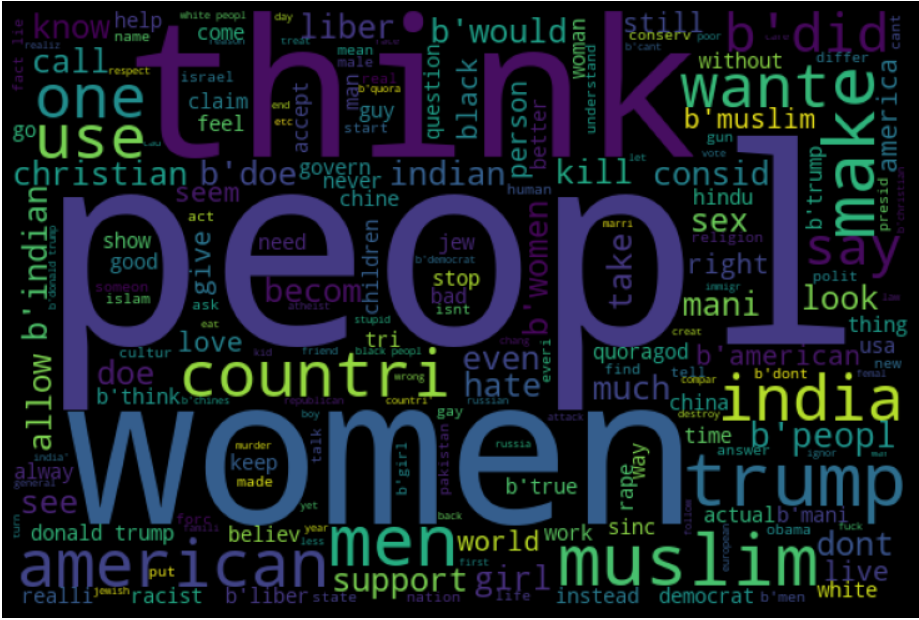 white peopl
day
know
help
name
come
liber
b'would
still
conserv
poor
b'did
fact lie
realiz
respect
call
reason
treat
israel
mean
male
real
b'quora
woman
understand
without
differ
cant
think
one
claim
accept
man
guy
question
black
person
better
wante
b'muslim
america
go
use
feel
end
etc
start
gun
vote
let
make
christian
b'doe
govern
never
indian
kill
consid
hindu
b'trump
presid
b'christian
seem
chine
human
b'women
sex
religion
say
peopl
act
show
good
give
need
children
jew
b'democrat
stop
bad
isnt
marri
take
right
mani
immigr
polit
look
someon
islam
b'donald trump
ask
atheist
becom
eat
stupid
chang
creat
thing
allow
b'indian
cultur
love
kid
friend
tri
black peopl
wrong
even
everi
quoragod
find
tell
b'american
usa
new
doe
b'think
b'chines
countri
republican
countri'
russian
hate
much
china
compar
b'dont
femal
india
women
boy
gay
attack
destroy
time
answer
b'peopl
ignor
india'
general
alway
see
murder
keep
made
talk
b'girl
pakistan
russia
b'true
rape
way
trump
turn
donald trump
forc
famili
believ
yet
year
less
men
back
first
world
work
sinc
follow
actual
b'mani
obama
european
fuck
dont
american
put
support
girl
muslim
live
realli
jewish
racist
b'liber
state
nation
life
instead
democrat
b'men
white